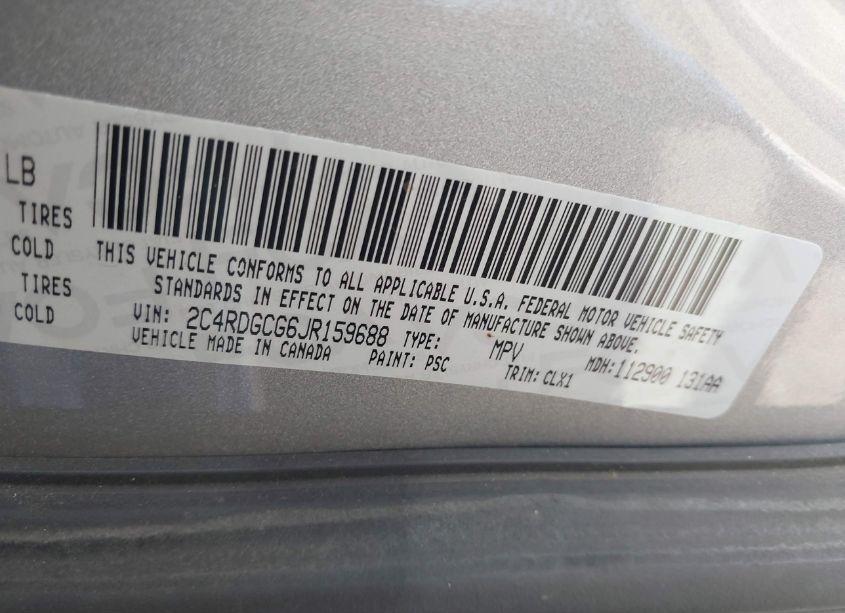 LB
TIRES
COLD
TIRES
COLD
THIS VEHICLE CONFORMS TO ALL APPLICABLE U.S.A. FEDERAL MOTOR VEHICLE SAFETY
STANDARDS IN EFFECT ON THE DATE OF MANUFACTURE SHOWN ABOVE.
VIN: 2C4RDGCG6JR159688 TYPE: MPV MDH: 112900 131AA
VEHICLE MADE IN CANADA PAINT: PSC TRIM: CLX1